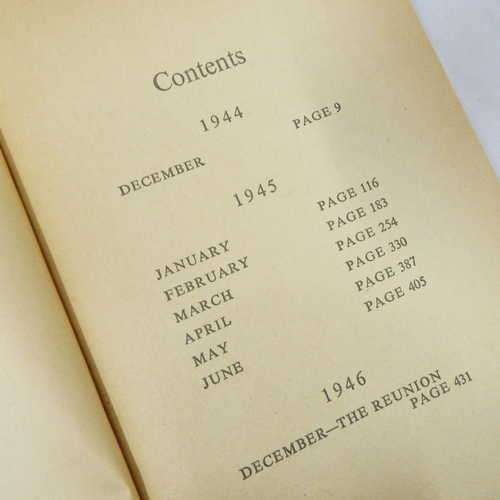 Contents
1944
DECEMBER PAGE 9
1945
JANUARY PAGE 116
FEBRUARY PAGE 183
MARCH PAGE 254
APRIL PAGE 330
MAY PAGE 387
JUNE PAGE 405
1946
DECEMBER—THE REUNION
PAGE 431